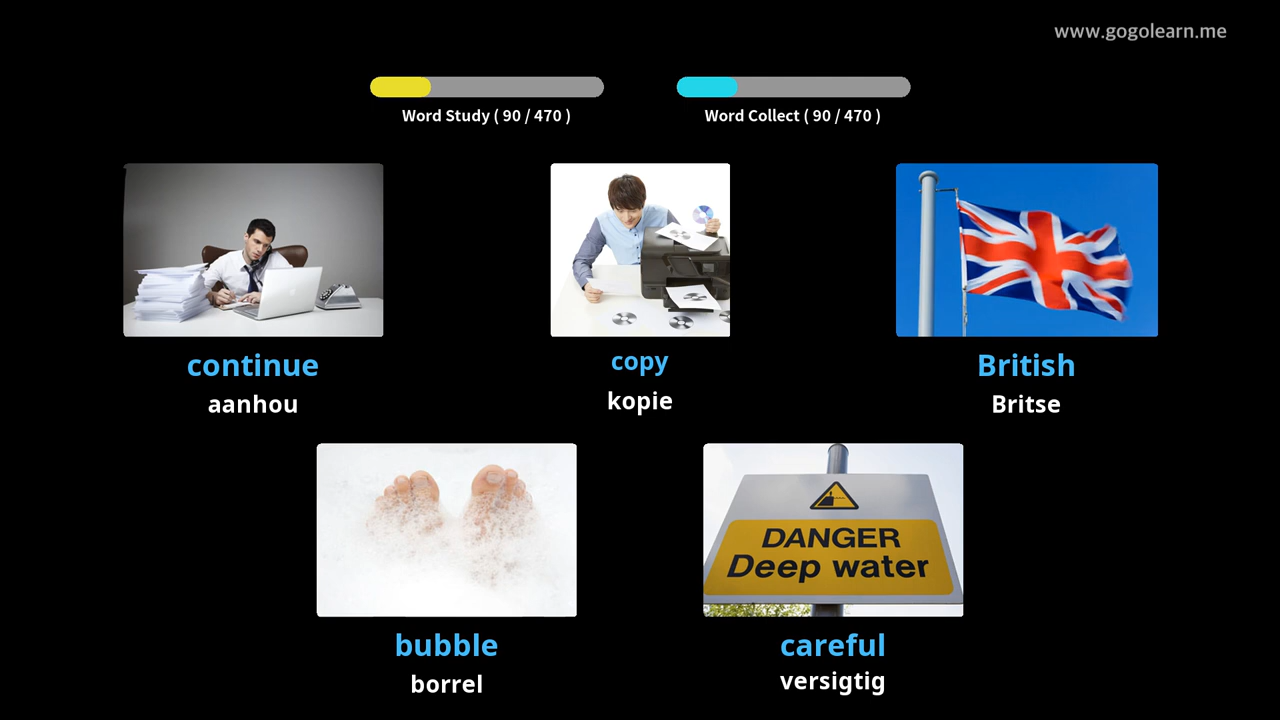 www.gogolearn.me
Word Study ( 90 / 470 )
Word Collect ( 90 / 470 )
continue
aanhou
copy
kopie
British
Britse
DANGER
Deep water
bubble
borrel
careful
versigtig